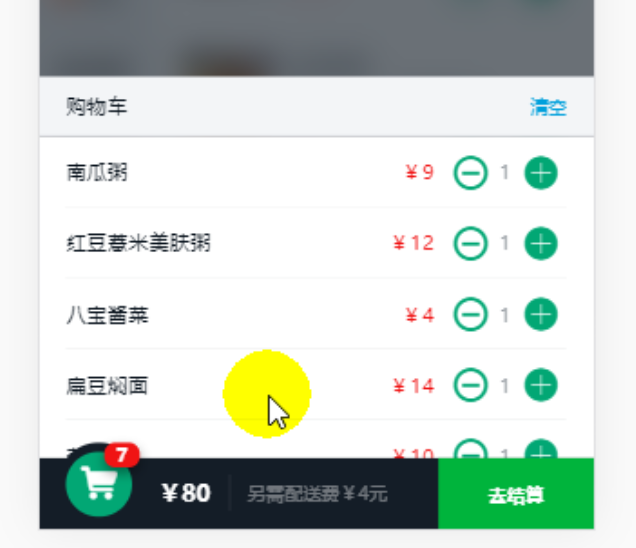 购物车 清空
南瓜粥 ¥9 1
红豆薏米美肤粥 ¥12 1
八宝酱菜 ¥4 1
扁豆焖面 ¥14 1
¥10 1
7
¥80 另需配送费¥4元 去结算